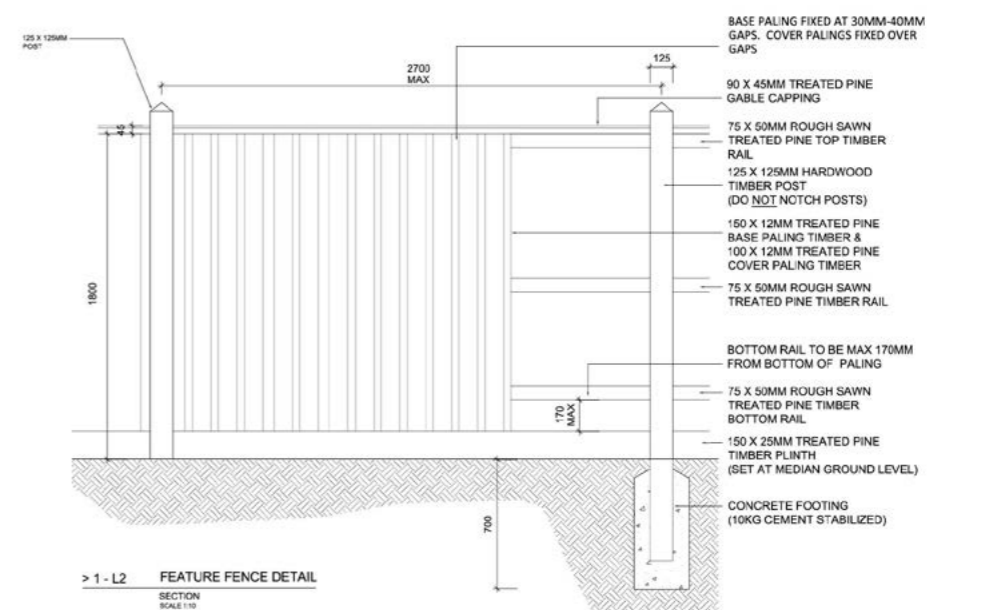 125 X 125MM
POST
2700
MAX
125
45
1800
170
MAX
700
BASE PALING FIXED AT 30MM-40MM
GAPS. COVER PALINGS FIXED OVER
GAPS
90 X 45MM TREATED PINE
GABLE CAPPING
75 X 50MM ROUGH SAWN
TREATED PINE TOP TIMBER
RAIL
125 X 125MM HARDWOOD
TIMBER POST
(DO NOT NOTCH POSTS)
150 X 12MM TREATED PINE
BASE PALING TIMBER &
100 X 12MM TREATED PINE
COVER PALING TIMBER
75 X 50MM ROUGH SAWN
TREATED PINE TIMBER RAIL
BOTTOM RAIL TO BE MAX 170MM
FROM BOTTOM OF PALING
75 X 50MM ROUGH SAWN
TREATED PINE TIMBER
BOTTOM RAIL
150 X 25MM TREATED PINE
TIMBER PLINTH
(SET AT MEDIAN GROUND LEVEL)
CONCRETE FOOTING
(10KG CEMENT STABILIZED)
> 1 - L2 FEATURE FENCE DETAIL
SECTION
SCALE 1:10